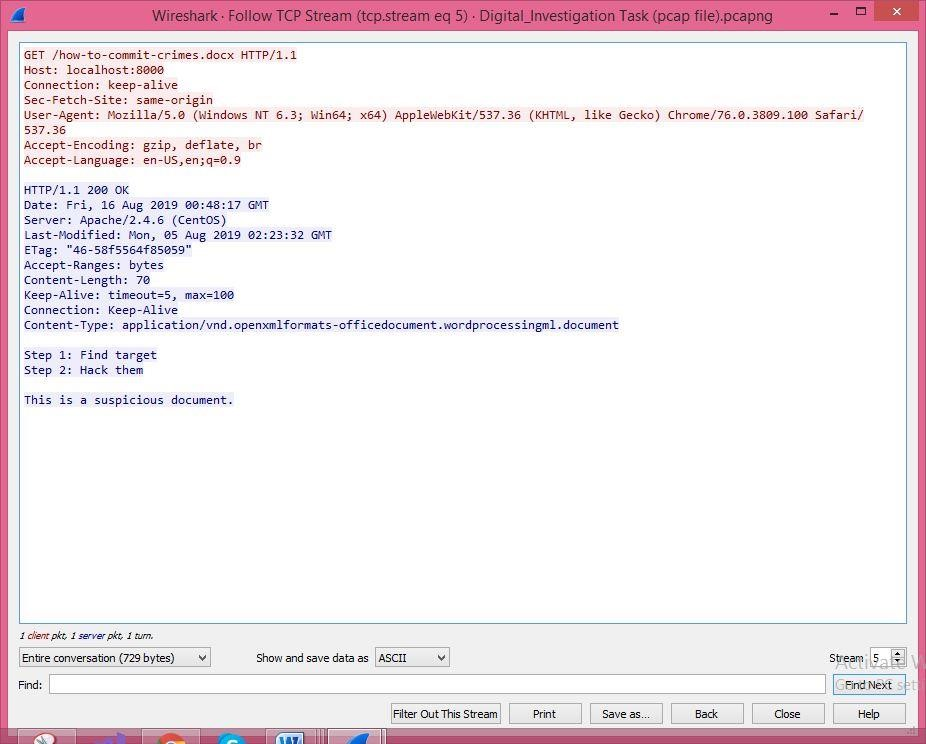 Wireshark · Follow TCP Stream (tcp.stream eq 5) · Digital_Investigation Task (pcap file).pcapng
GET /how-to-commit-crimes.docx HTTP/1.1
Host: localhost:8000
Connection: keep-alive
Sec-Fetch-Site: same-origin
User-Agent: Mozilla/5.0 (Windows NT 6.3; Win64; x64) AppleWebKit/537.36 (KHTML, like Gecko) Chrome/76.0.3809.100 Safari/
537.36
Accept-Encoding: gzip, deflate, br
Accept-Language: en-US,en;q=0.9
HTTP/1.1 200 OK
Date: Fri, 16 Aug 2019 00:48:17 GMT
Server: Apache/2.4.6 (CentOS)
Last-Modified: Mon, 05 Aug 2019 02:23:32 GMT
ETag: "46-58f5564f85059"
Accept-Ranges: bytes
Content-Length: 70
Keep-Alive: timeout=5, max=100
Connection: Keep-Alive
Content-Type: application/vnd.openxmlformats-officedocument.wordprocessingml.document
Step 1: Find target
Step 2: Hack them
This is a suspicious document.
1 client pkt, 1 server pkt, 1 turn.
Entire conversation (729 bytes) Show and save data as ASCII Stream 5
Activate W
Find: Find Next
Go to PC set
Filter Out This Stream Print Save as... Back Close Help